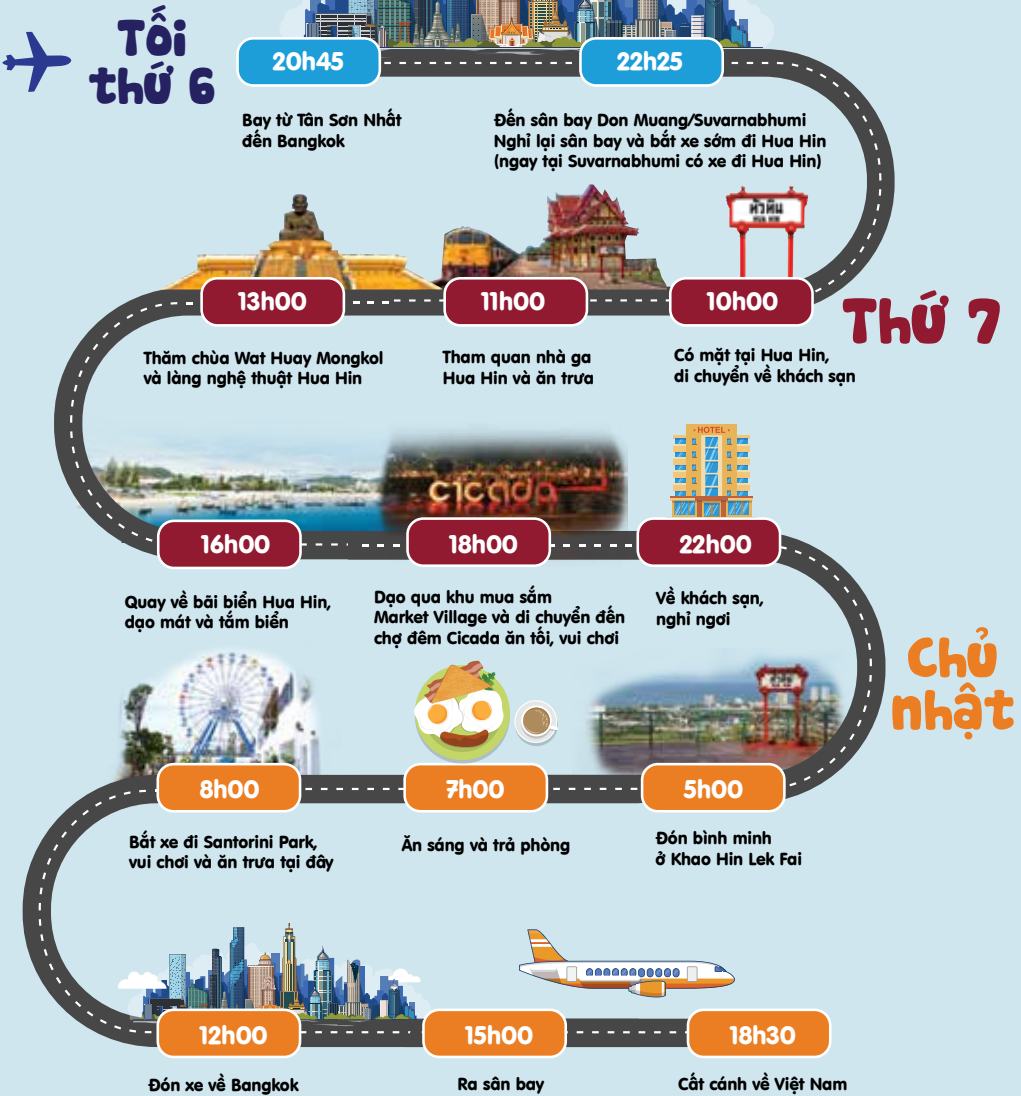 Tối
thứ 6
20h45
22h25
Bay từ Tân Sơn Nhất
đến Bangkok
Đến sân bay Don Muang/Suvarnabhumi
Nghỉ lại sân bay và bắt xe sớm đi Hua Hin
(ngay tại Suvarnabhumi có xe đi Hua Hin)
Thứ 7
หัวหิน
HUA HIN
10h00
11h00
13h00
Có mặt tại Hua Hin,
di chuyển về khách sạn
Tham quan nhà ga
Hua Hin và ăn trưa
Thăm chùa Wat Huay Mongkol
và làng nghệ thuật Hua Hin
cicada
· HOTEL ·
16h00
18h00
22h00
Quay về bãi biển Hua Hin,
dạo mát và tắm biển
Dạo qua khu mua sắm
Market Village và di chuyển đến
chợ đêm Cicada ăn tối, vui chơi
Về khách sạn,
nghỉ ngơi
Chủ
nhật
5h00
7h00
8h00
Đón bình minh
ở Khao Hin Lek Fai
Ăn sáng và trả phòng
Bắt xe đi Santorini Park,
vui chơi và ăn trưa tại đây
12h00
15h00
18h30
Đón xe về Bangkok
Ra sân bay
Cất cánh về Việt Nam